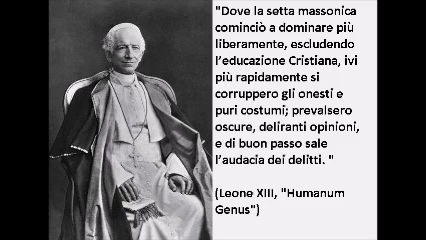 "Dove la setta massonica
cominciò a dominare più
liberamente, escludendo
l'educazione Cristiana, ivi
più rapidamente si
corruppero gli onesti e
puri costumi; prevalsero
oscure, deliranti opinioni,
e di buon passo sale
l'audacia dei delitti. "
(Leone XIII, "Humanum
Genus")